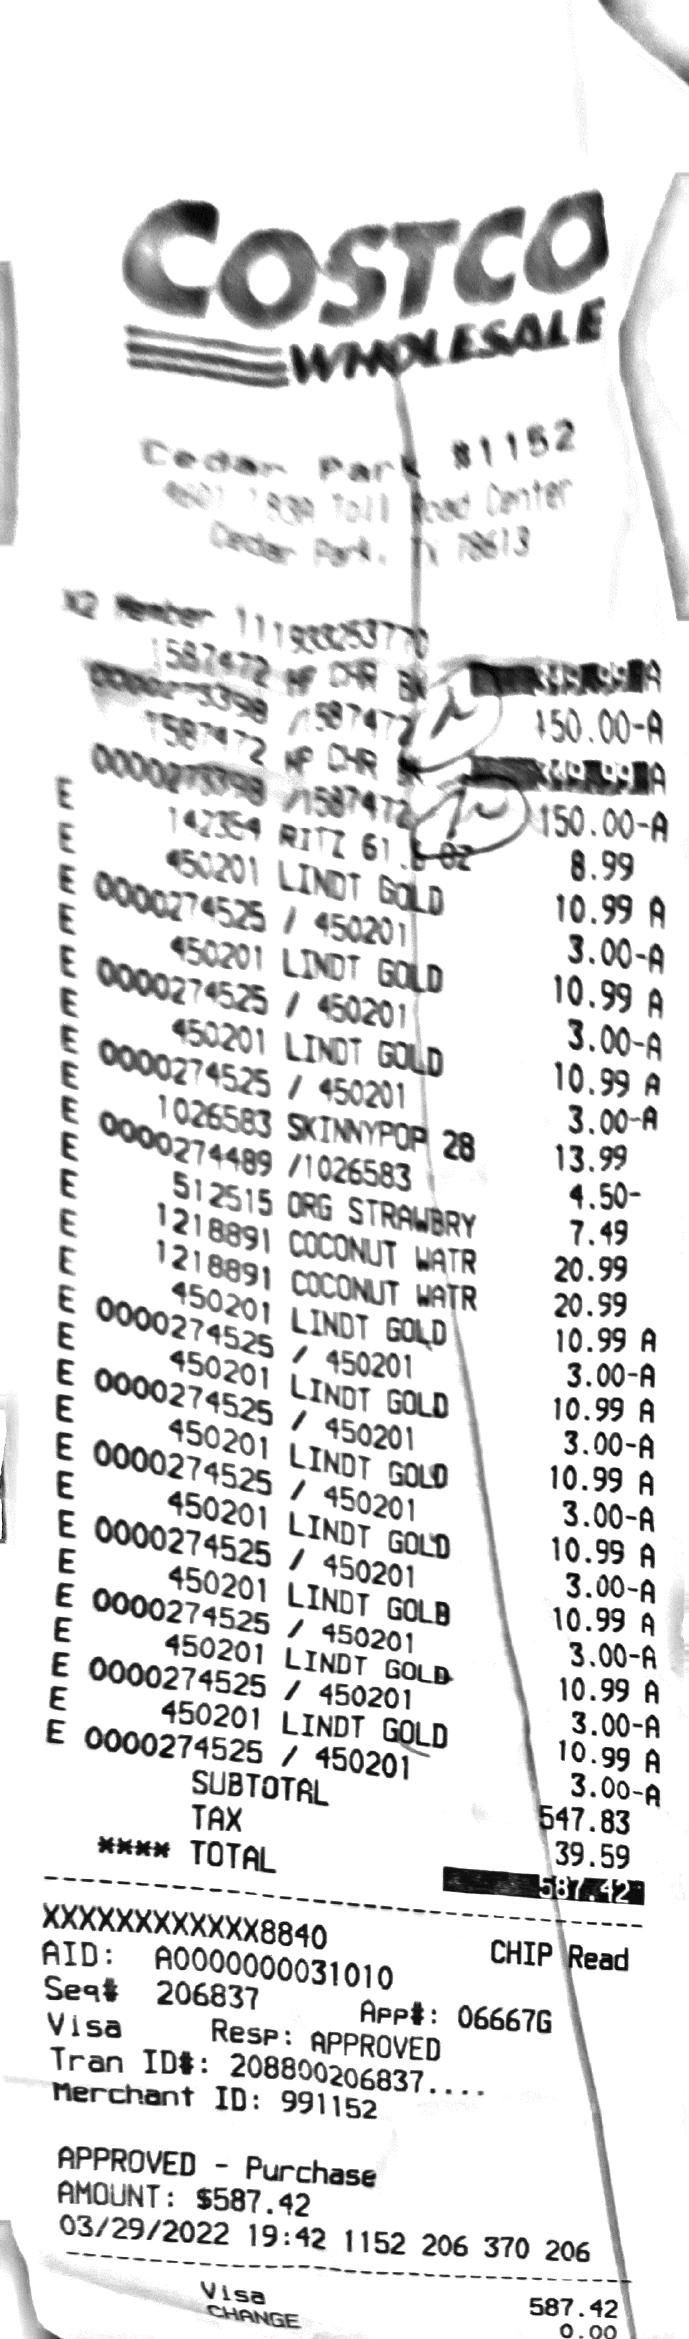 COSTCO
WHOLESALE
Cedar Park #1152
4601 183A Toll Road Center
Cedar Park, TX 78613
X2 Member 111933253770
1587472 HP CHR BK 349.99 A
0000275398 /1587472 150.00-A
1587472 HP CHR BK 349.99 A
0000275398 /1587472 150.00-A
E 142354 RITZ 61.6 OZ 8.99
E 450201 LINDT GOLD 10.99 A
E 0000274525 / 450201 3.00-A
E 450201 LINDT GOLD 10.99 A
E 0000274525 / 450201 3.00-A
E 450201 LINDT GOLD 10.99 A
E 0000274525 / 450201 3.00-A
E 1026583 SKINNYPOP 28 13.99
E 0000274489 /1026583 4.50-
E 512515 ORG STRAWBRY 7.49
E 1218891 COCONUT WATR 20.99
E 1218891 COCONUT WATR 20.99
E 450201 LINDT GOLD 10.99 A
E 0000274525 / 450201 3.00-A
E 450201 LINDT GOLD 10.99 A
E 0000274525 / 450201 3.00-A
E 450201 LINDT GOLD 10.99 A
E 0000274525 / 450201 3.00-A
E 450201 LINDT GOLD 10.99 A
E 0000274525 / 450201 3.00-A
E 450201 LINDT GOLD 10.99 A
E 0000274525 / 450201 3.00-A
E 450201 LINDT GOLD 10.99 A
E 0000274525 / 450201 3.00-A
E 450201 LINDT GOLD 10.99 A
E 0000274525 / 450201 3.00-A
SUBTOTAL 547.83
TAX 39.59
**** TOTAL 587.42
XXXXXXXXXXXX8840 CHIP Read
AID: A0000000031010
Seq# 206837 App#: 06667G
Visa Resp: APPROVED
Tran ID#: 208800206837....
Merchant ID: 991152
APPROVED - Purchase
AMOUNT: $587.42
03/29/2022 19:42 1152 206 370 206
Visa 587.42
CHANGE 0.00